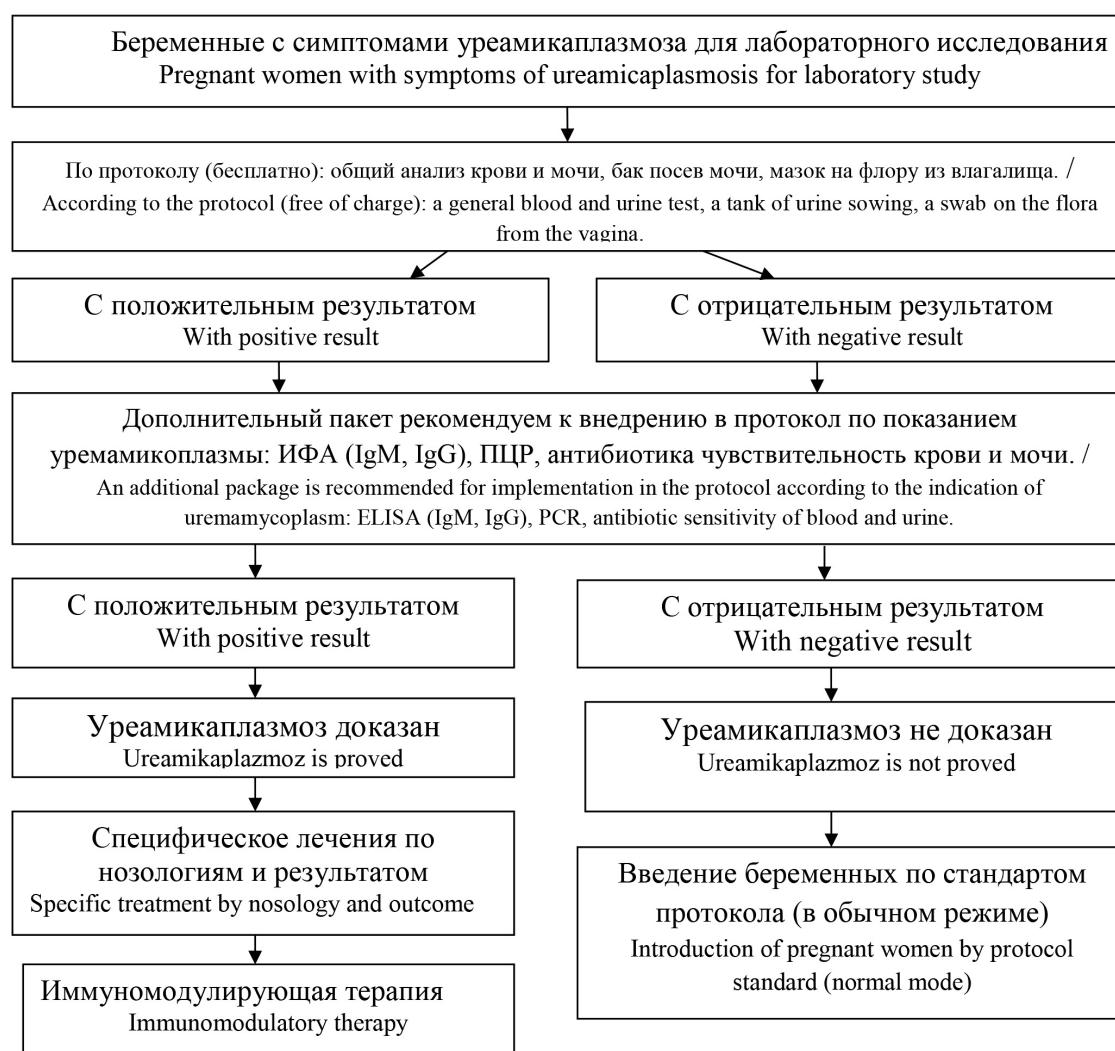 Беременные с симптомами уреамикаплазмоза для лабораторного исследования
Pregnant women with symptoms of ureamicaplasmosis for laboratory study
По протоколу (бесплатно): общий анализ крови и мочи, бак посев мочи, мазок на флору из влагалища. /
According to the protocol (free of charge): a general blood and urine test, a tank of urine sowing, a swab on the flora
from the vagina.
С положительным результатом
With positive result
С отрицательным результатом
With negative result
Дополнительный пакет рекомендуем к внедрению в протокол по показанием
уремамикоплазмы: ИФА (IgM, IgG), ПЦР, антибиотика чувствительность крови и мочи. /
An additional package is recommended for implementation in the protocol according to the indication of
uremamycoplasm: ELISA (IgM, IgG), PCR, antibiotic sensitivity of blood and urine.
С положительным результатом
With positive result
С отрицательным результатом
With negative result
Уреамикаплазмоз доказан
Ureamikaplazmoz is proved
Уреамикаплазмоз не доказан
Ureamikaplazmoz is not proved
Специфическое лечения по
нозологиям и результатом
Specific treatment by nosology and outcome
Введение беременных по стандартом
протокола (в обычном режиме)
Introduction of pregnant women by protocol
standard (normal mode)
Иммуномодулирующая терапия
Immunomodulatory therapy